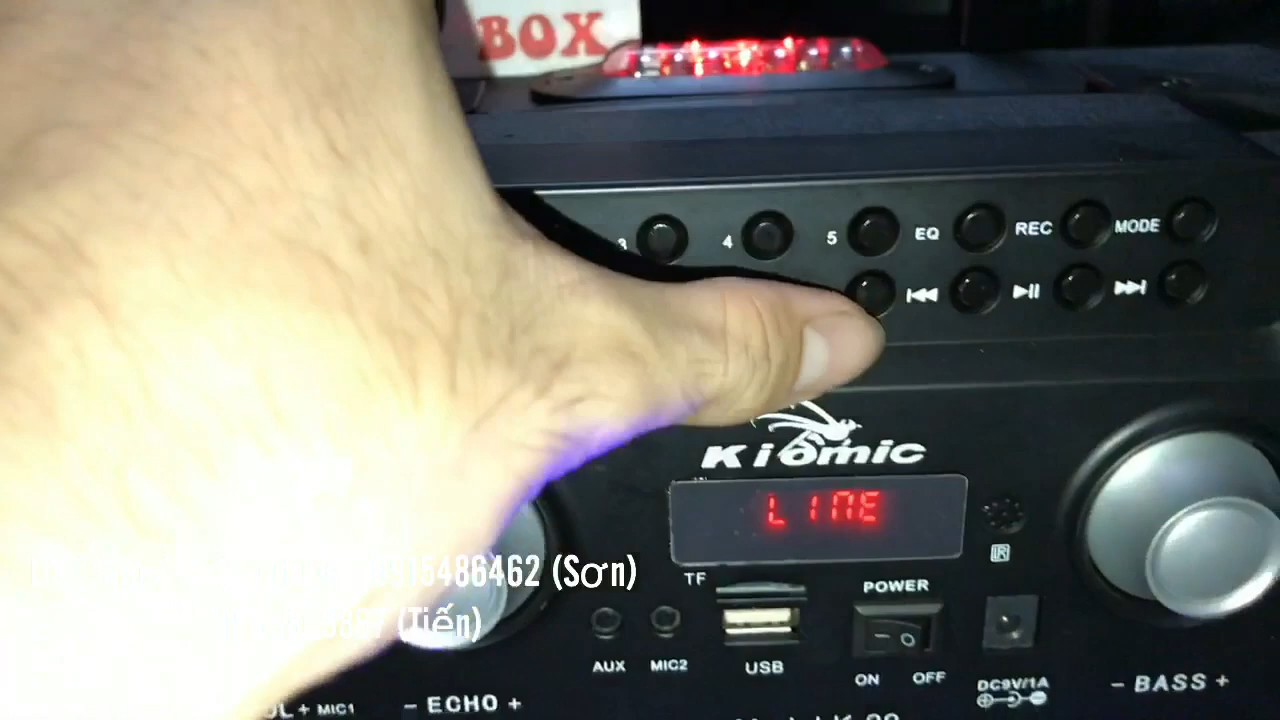 BOX
3 4 5 EQ REC MODE
Kiomic
LINE
IR
TF POWER
(Sơn)
(Tiến)
AUX MIC2 USB ON OFF DC9V/1A
- BASS +
+ MIC1 - ECHO +